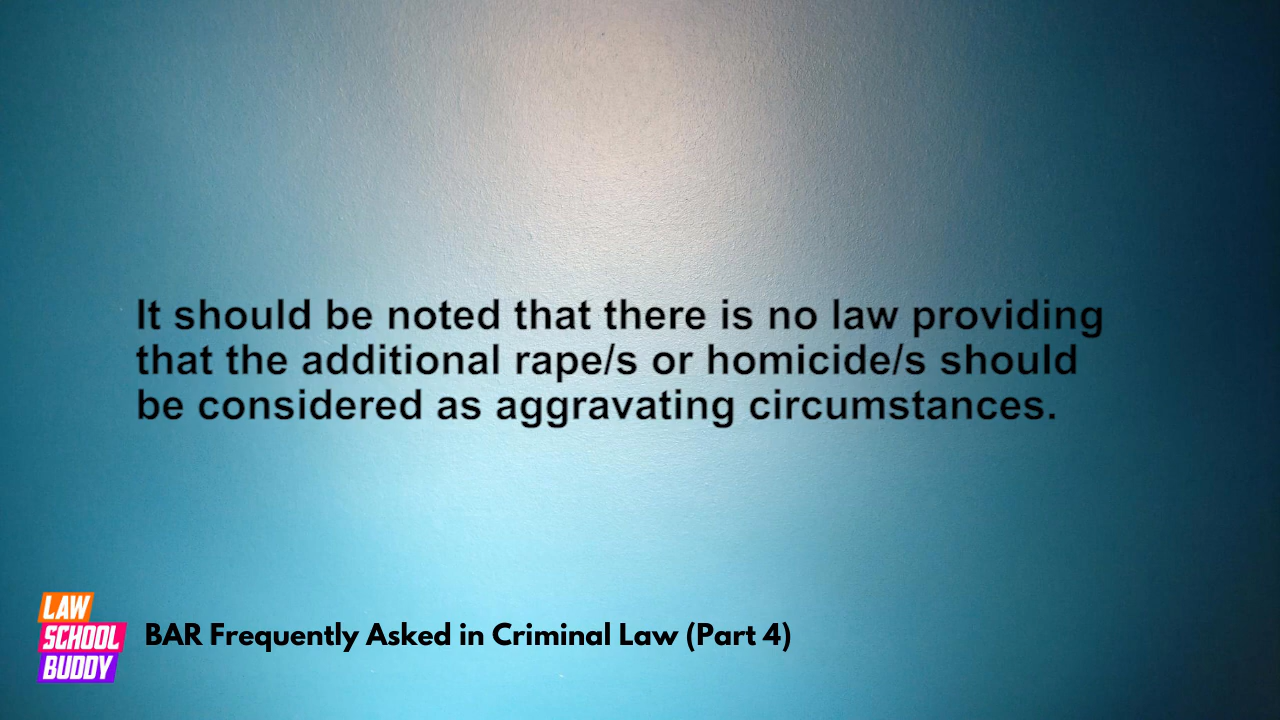 It should be noted that there is no law providing
that the additional rape/s or homicide/s should
be considered as aggravating circumstances.
LAW
SCHOOL
BUDDY
BAR Frequently Asked in Criminal Law (Part 4)